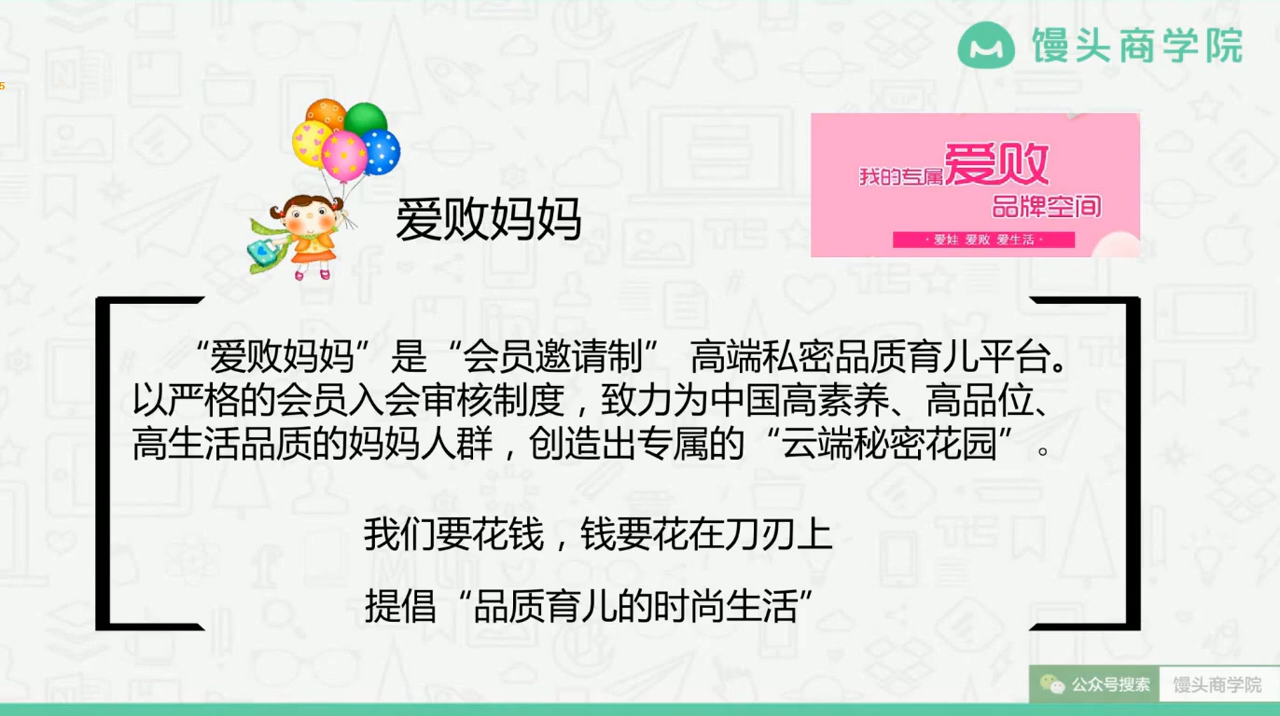 馒头商学院
5
我的专属爱败
品牌空间
·爱娃 爱败 爱生活·
爱败妈妈
“爱败妈妈”是“会员邀请制” 高端私密品质育儿平台。
以严格的会员入会审核制度，致力为中国高素养、高品位、
高生活品质的妈妈人群，创造出专属的“云端秘密花园”。
我们要花钱，钱要花在刀刃上
提倡“品质育儿的时尚生活”
公众号搜索 馒头商学院